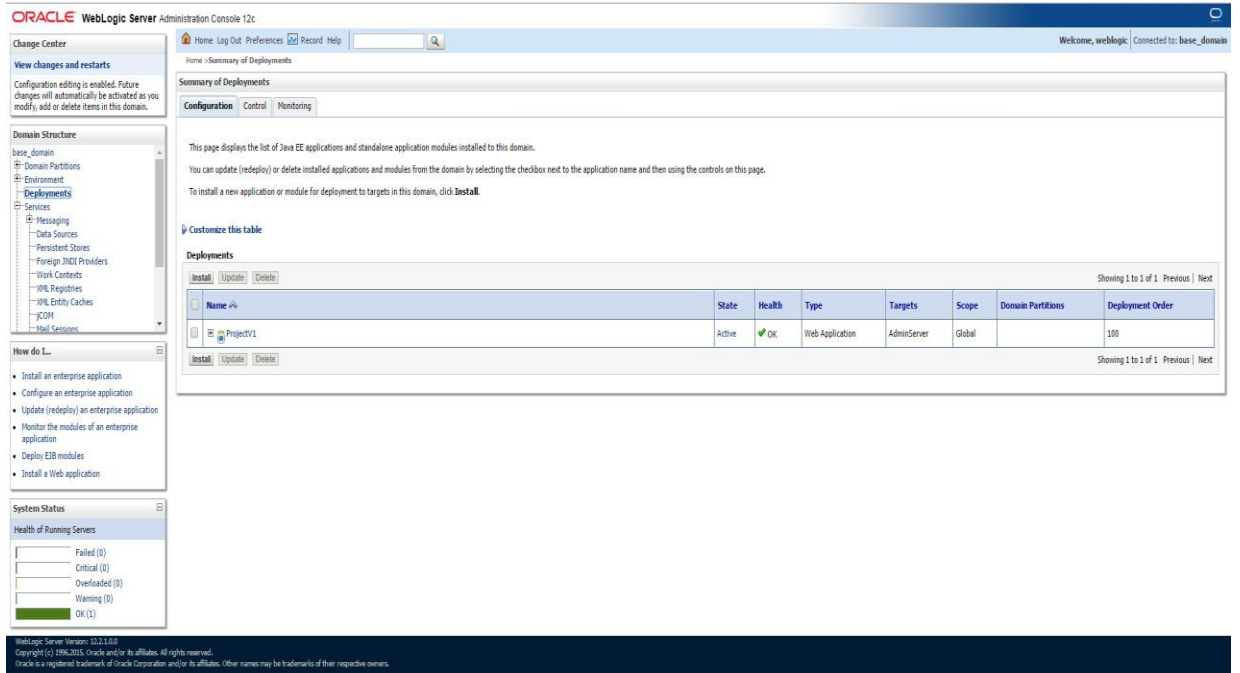 ORACLE WebLogic Server Administration Console 12c
Change Center
View changes and restarts
Configuration editing is enabled. Future
changes will automatically be activated as you
modify, add or delete items in this domain.
Domain Structure
base_domain
Domain Partitions
Environment
Deployments
Services
Messaging
Data Sources
Persistent Stores
Foreign JNDI Providers
Work Contexts
XML Registries
XML Entity Caches
jCOM
Mail Sessions
How do I...
Install an enterprise application
Configure an enterprise application
Update (redeploy) an enterprise application
Monitor the modules of an enterprise
application
Deploy EJB modules
Install a Web application
System Status
Health of Running Servers
Failed (0)
Critical (0)
Overloaded (0)
Warning (0)
OK (1)
Home Log Out Preferences Record Help
Welcome, weblogic Connected to: base_domain
Home >Summary of Deployments
Summary of Deployments
Configuration Control Monitoring
This page displays the list of Java EE applications and standalone application modules installed to this domain.
You can update (redeploy) or delete installed applications and modules from the domain by selecting the checkbox next to the application name and then using the controls on this page.
To install a new application or module for deployment to targets in this domain, click Install.
Customize this table
Deployments
Install Update Delete Showing 1 to 1 of 1 Previous | Next
Name State Health Type Targets Scope Domain Partitions Deployment Order
ProjectV1 Active OK Web Application AdminServer Global 100
Install Update Delete Showing 1 to 1 of 1 Previous | Next
WebLogic Server Version: 12.2.1.0.0
Copyright (c) 1996,2015, Oracle and/or its affiliates. All rights reserved.
Oracle is a registered trademark of Oracle Corporation and/or its affiliates. Other names may be trademarks of their respective owners.